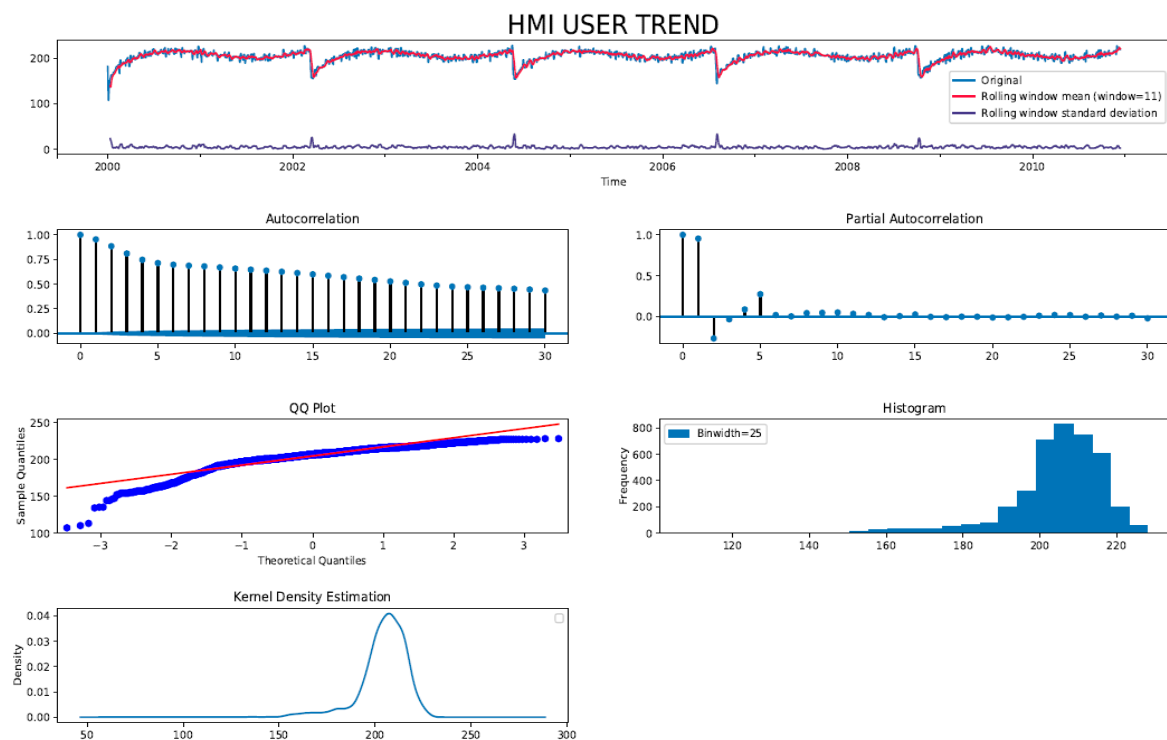 HMI USER TREND
200
100
0
Original
Rolling window mean (window=11)
Rolling window standard deviation
2000 2002 2004 2006 2008 2010
Time
Autocorrelation
1.00
0.75
0.50
0.25
0.00
0 5 10 15 20 25 30
Partial Autocorrelation
1.0
0.5
0.0
0 5 10 15 20 25 30
QQ Plot
Sample Quantiles
250
200
150
100
−3 −2 −1 0 1 2 3
Theoretical Quantiles
Histogram
Binwidth=25
Frequency
800
600
400
200
0
120 140 160 180 200 220
Kernel Density Estimation
Density
0.04
0.03
0.02
0.01
0.00
50 100 150 200 250 300